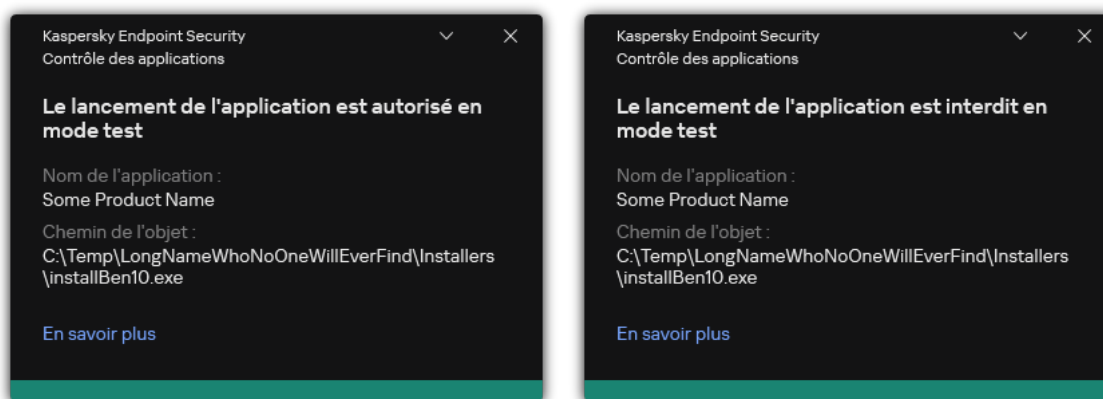 Kaspersky Endpoint Security
Contrôle des applications
Le lancement de l'application est autorisé en
mode test
Nom de l'application :
Some Product Name
Chemin de l'objet :
C:\Temp\LongNameWhoNoOneWillEverFind\Installers
\installBen10.exe
En savoir plus
Kaspersky Endpoint Security
Contrôle des applications
Le lancement de l'application est interdit en
mode test
Nom de l'application :
Some Product Name
Chemin de l'objet :
C:\Temp\LongNameWhoNoOneWillEverFind\Installers
\installBen10.exe
En savoir plus